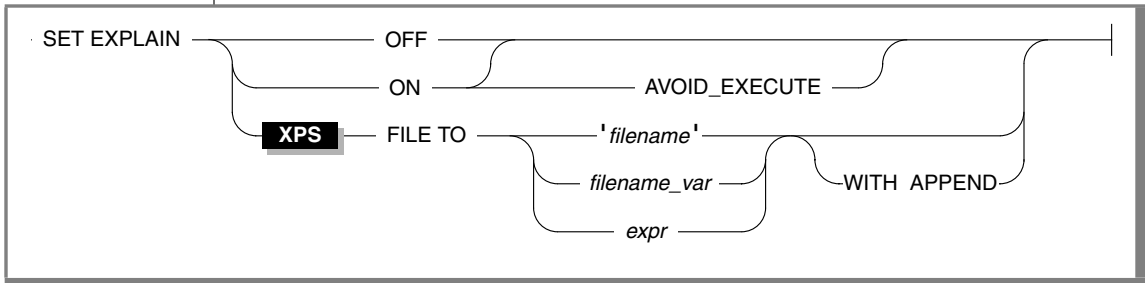 SET EXPLAIN OFF
ON AVOID_EXECUTE
XPS FILE TO 'filename'
filename_var WITH APPEND
expr